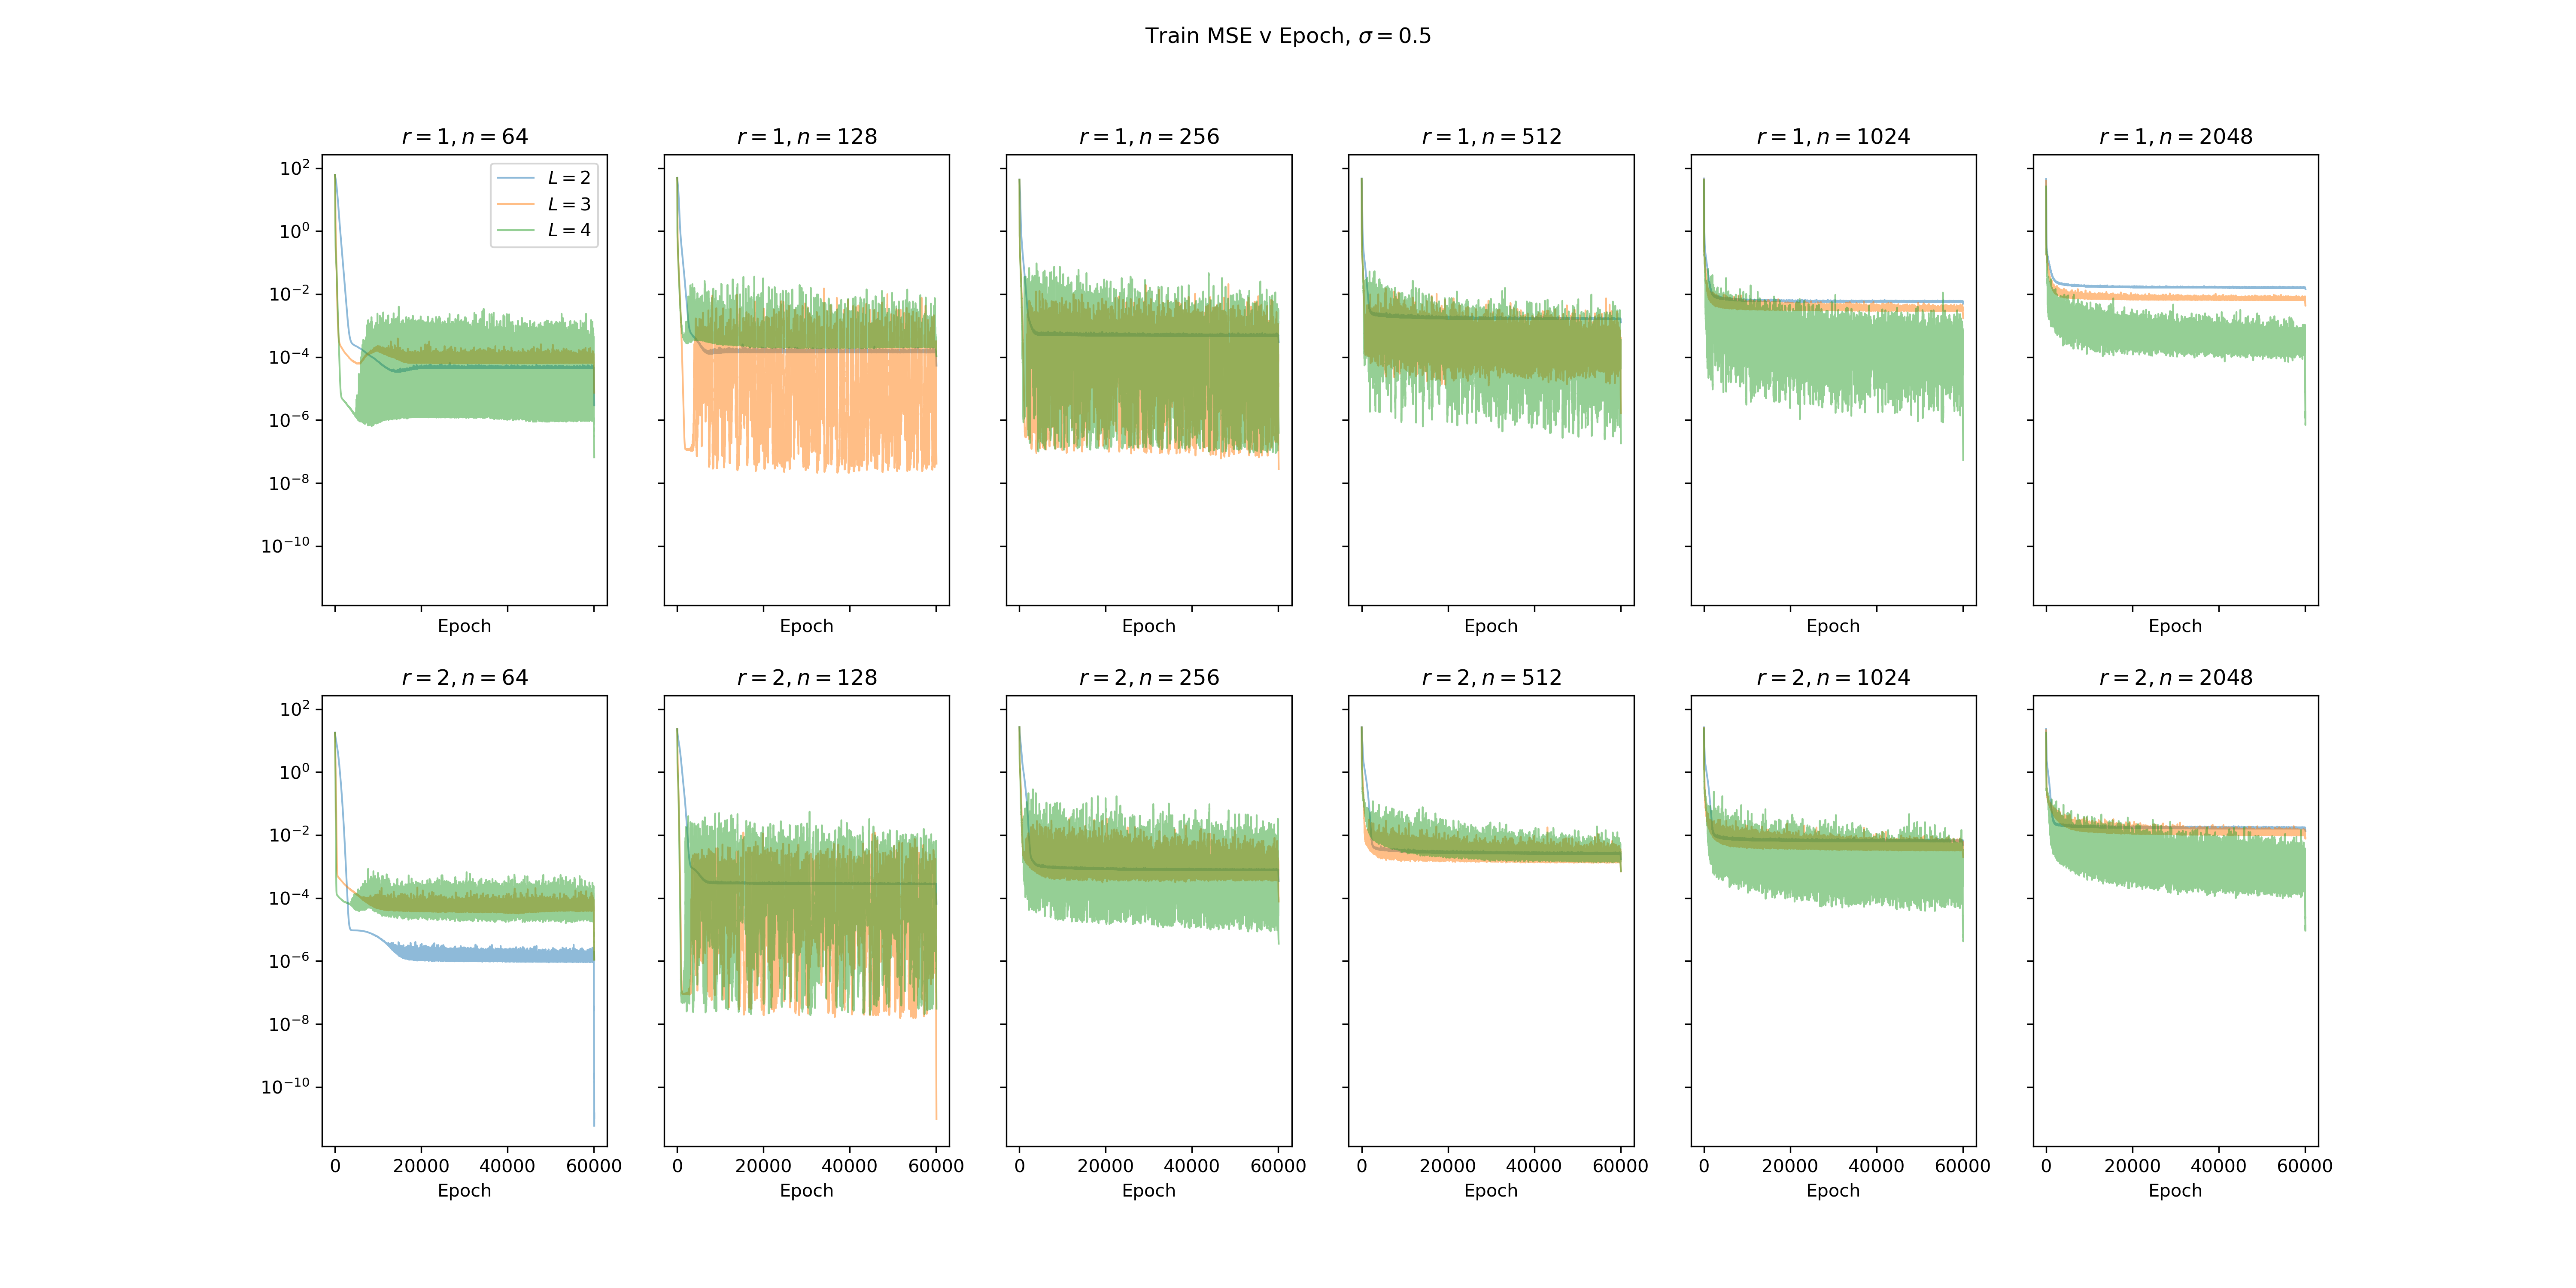 Train MSE v Epoch, σ = 0.5
r = 1, n = 64
r = 1, n = 128
r = 1, n = 256
r = 1, n = 512
r = 1, n = 1024
r = 1, n = 2048
10²
10⁰
10⁻²
10⁻⁴
10⁻⁶
10⁻⁸
10⁻¹⁰
L = 2
L = 3
L = 4
Epoch
Epoch
Epoch
Epoch
Epoch
Epoch
r = 2, n = 64
r = 2, n = 128
r = 2, n = 256
r = 2, n = 512
r = 2, n = 1024
r = 2, n = 2048
10²
10⁰
10⁻²
10⁻⁴
10⁻⁶
10⁻⁸
10⁻¹⁰
0 20000 40000 60000
0 20000 40000 60000
0 20000 40000 60000
0 20000 40000 60000
0 20000 40000 60000
0 20000 40000 60000
Epoch
Epoch
Epoch
Epoch
Epoch
Epoch